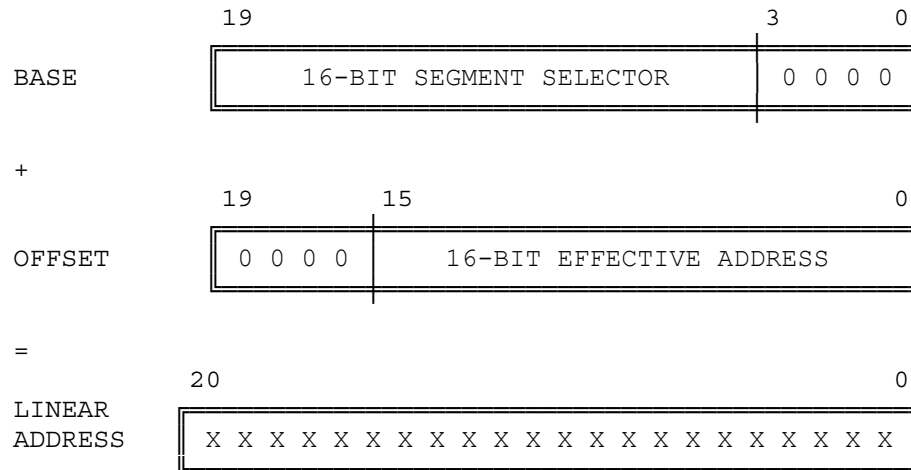 19 3 0
BASE 16-BIT SEGMENT SELECTOR 0 0 0 0
+
19 15 0
OFFSET 0 0 0 0 16-BIT EFFECTIVE ADDRESS
=
20 0
LINEAR
ADDRESS X X X X X X X X X X X X X X X X X X X X X X